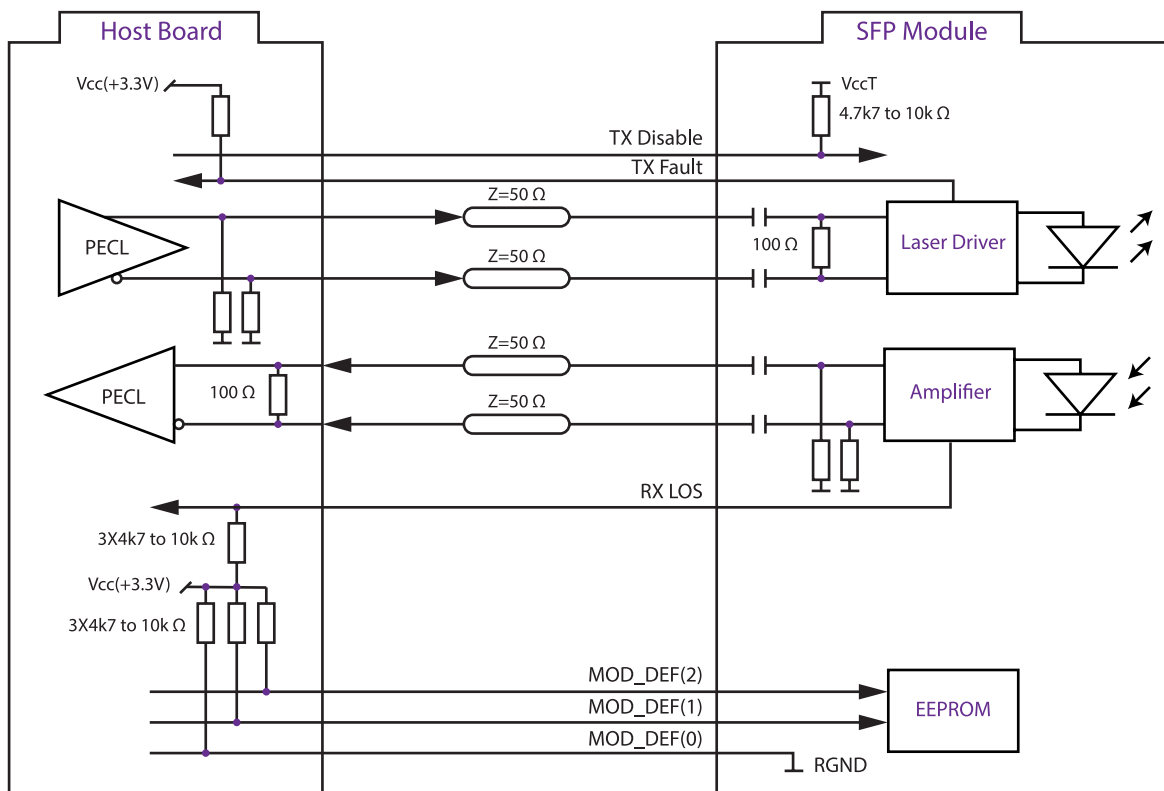 Host Board
SFP Module
Vcc(+3.3V)
VccT
4.7k7 to 10k Ω
TX Disable
TX Fault
Z=50 Ω
PECL
100 Ω
Laser Driver
Z=50 Ω
Z=50 Ω
PECL
100 Ω
Amplifier
Z=50 Ω
RX LOS
3X4k7 to 10k Ω
Vcc(+3.3V)
3X4k7 to 10k Ω
MOD_DEF(2)
MOD_DEF(1)
EEPROM
MOD_DEF(0)
RGND